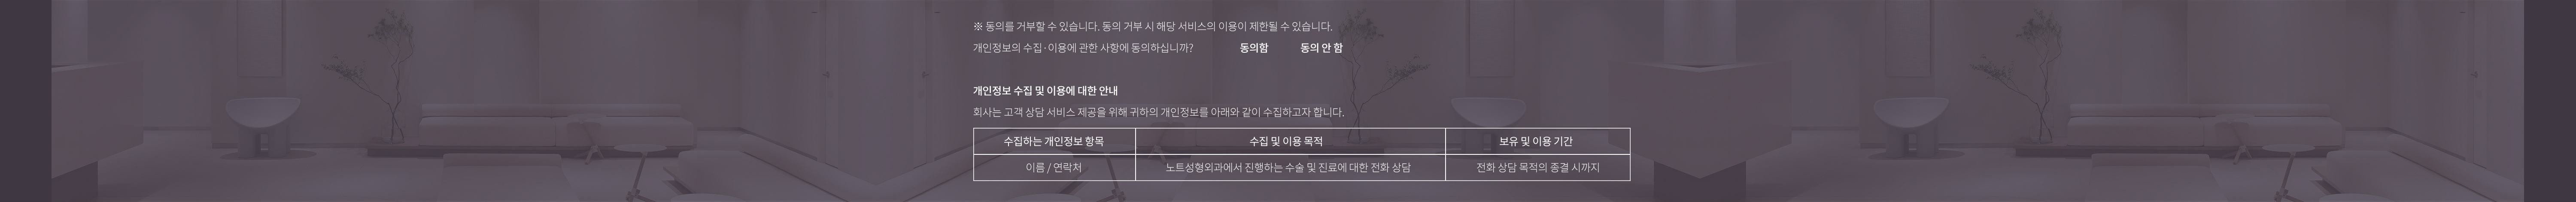 ※ 동의를 거부할 수 있습니다. 동의 거부 시 해당 서비스의 이용이 제한될 수 있습니다.
개인정보의 수집·이용에 관한 사항에 동의하십니까? 동의함 동의 안 함
개인정보 수집 및 이용에 대한 안내
회사는 고객 상담 서비스 제공을 위해 귀하의 개인정보를 아래와 같이 수집하고자 합니다.
수집하는 개인정보 항목 수집 및 이용 목적 보유 및 이용 기간
이름 / 연락처 노트성형외과에서 진행하는 수술 및 진료에 대한 전화 상담 전화 상담 목적의 종결 시까지